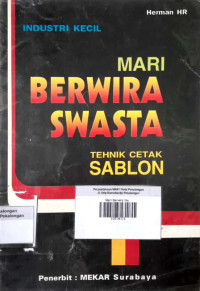 Herman HR
INDUSTRI KECIL
MARI
BERWIRA
SWASTA
TEHNIK CETAK
SABLON
Penerbit : MEKAR Surabaya